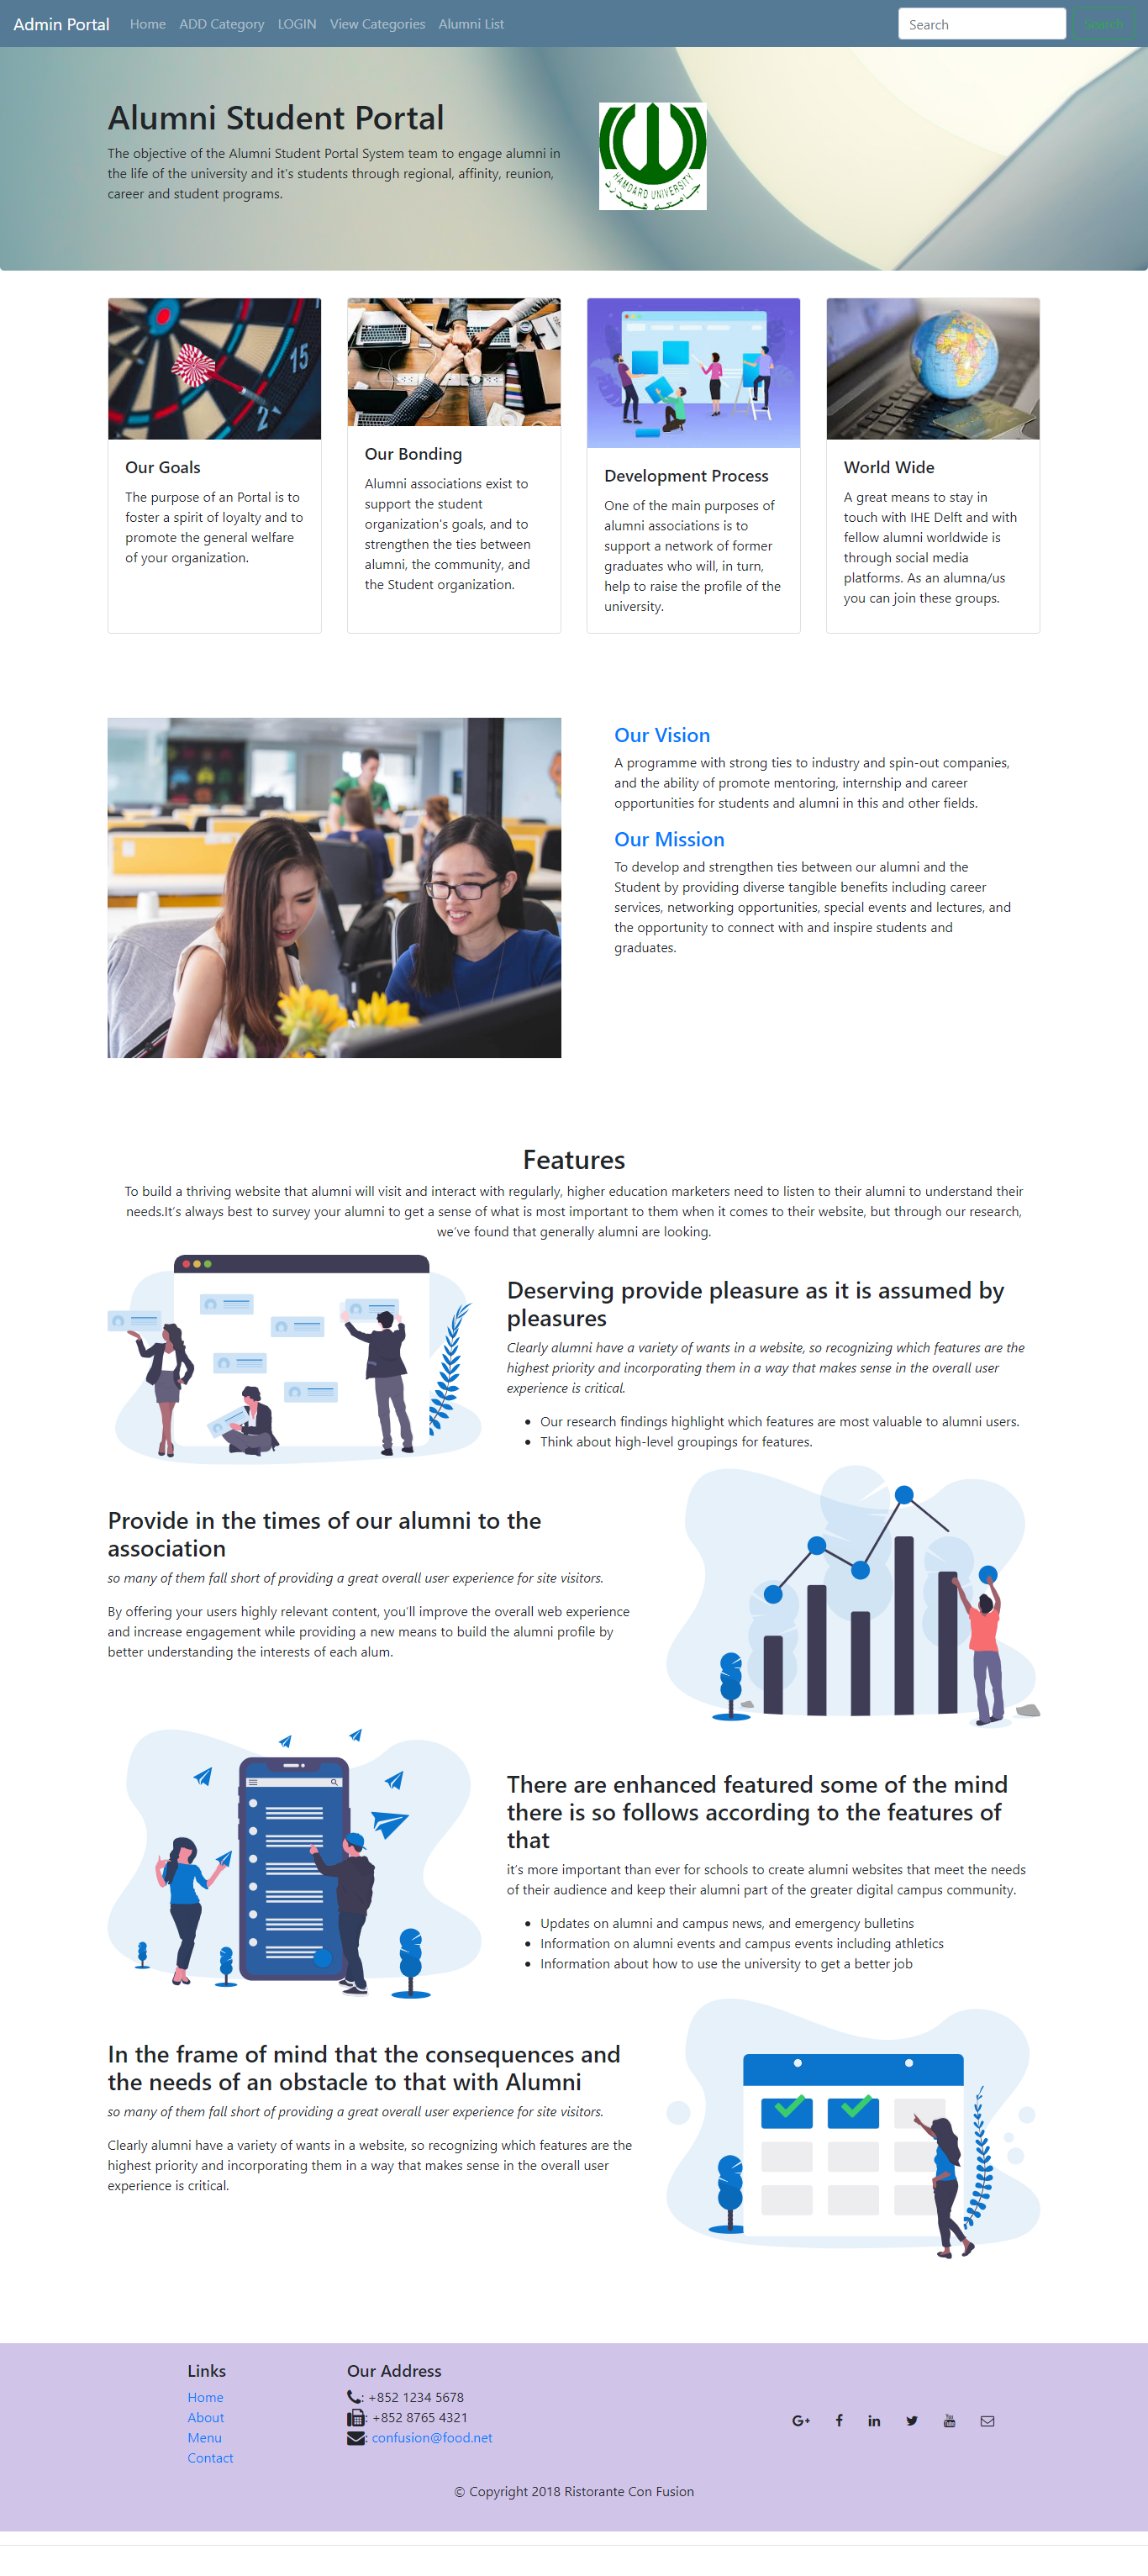 Admin Portal Home ADD Category LOGIN View Categories Alumni List Search Search
Alumni Student Portal
The objective of the Alumni Student Portal System team to engage alumni in
the life of the university and it's students through regional, affinity, reunion,
career and student programs.
HAMDARD UNIVERSITY
جامعة همدرد
15
2
Our Goals
The purpose of an Portal is to
foster a spirit of loyalty and to
promote the general welfare
of your organization.
Our Bonding
Alumni associations exist to
support the student
organization's goals, and to
strengthen the ties between
alumni, the community, and
the Student organization.
Development Process
One of the main purposes of
alumni associations is to
support a network of former
graduates who will, in turn,
help to raise the profile of the
university.
World Wide
A great means to stay in
touch with IHE Delft and with
fellow alumni worldwide is
through social media
platforms. As an alumna/us
you can join these groups.
Our Vision
A programme with strong ties to industry and spin-out companies,
and the ability of promote mentoring, internship and career
opportunities for students and alumni in this and other fields.
Our Mission
To develop and strengthen ties between our alumni and the
Student by providing diverse tangible benefits including career
services, networking opportunities, special events and lectures, and
the opportunity to connect with and inspire students and
graduates.
Features
To build a thriving website that alumni will visit and interact with regularly, higher education marketers need to listen to their alumni to understand their
needs.It's always best to survey your alumni to get a sense of what is most important to them when it comes to their website, but through our research,
we've found that generally alumni are looking.
Deserving provide pleasure as it is assumed by
pleasures
Clearly alumni have a variety of wants in a website, so recognizing which features are the
highest priority and incorporating them in a way that makes sense in the overall user
experience is critical.
• Our research findings highlight which features are most valuable to alumni users.
• Think about high-level groupings for features.
Provide in the times of our alumni to the
association
so many of them fall short of providing a great overall user experience for site visitors.
By offering your users highly relevant content, you'll improve the overall web experience
and increase engagement while providing a new means to build the alumni profile by
better understanding the interests of each alum.
There are enhanced featured some of the mind
there is so follows according to the features of
that
it's more important than ever for schools to create alumni websites that meet the needs
of their audience and keep their alumni part of the greater digital campus community.
• Updates on alumni and campus news, and emergency bulletins
• Information on alumni events and campus events including athletics
• Information about how to use the university to get a better job
In the frame of mind that the consequences and
the needs of an obstacle to that with Alumni
so many of them fall short of providing a great overall user experience for site visitors.
Clearly alumni have a variety of wants in a website, so recognizing which features are the
highest priority and incorporating them in a way that makes sense in the overall user
experience is critical.
Links
Home
About
Menu
Contact
Our Address
: +852 1234 5678
: +852 8765 4321
: confusion@food.net
© Copyright 2018 Ristorante Con Fusion